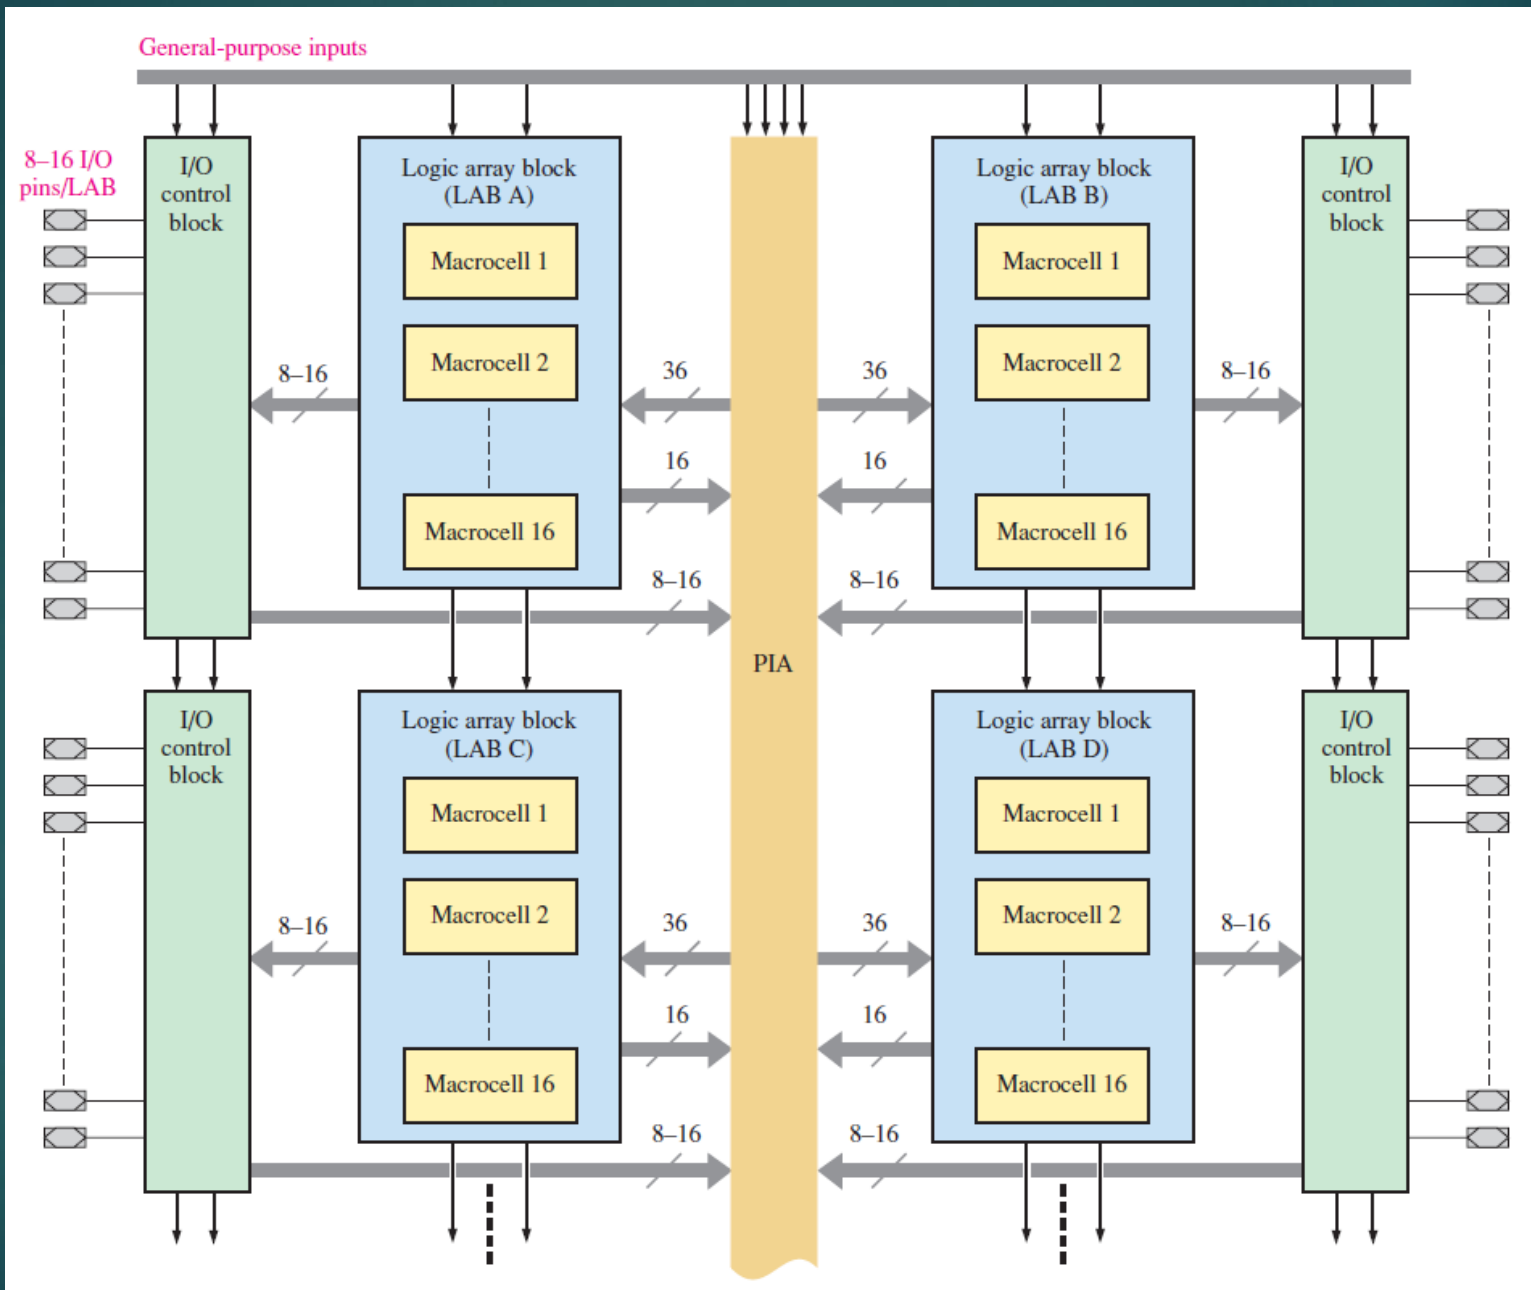 General-purpose inputs
8–16 I/O
pins/LAB
I/O
control
block
Logic array block
(LAB A)
Macrocell 1
Macrocell 2
Macrocell 16
8–16
36
16
8–16
PIA
Logic array block
(LAB B)
Macrocell 1
Macrocell 2
Macrocell 16
36
16
8–16
8–16
I/O
control
block
I/O
control
block
Logic array block
(LAB C)
Macrocell 1
Macrocell 2
Macrocell 16
8–16
36
16
8–16
Logic array block
(LAB D)
Macrocell 1
Macrocell 2
Macrocell 16
36
16
8–16
8–16
I/O
control
block